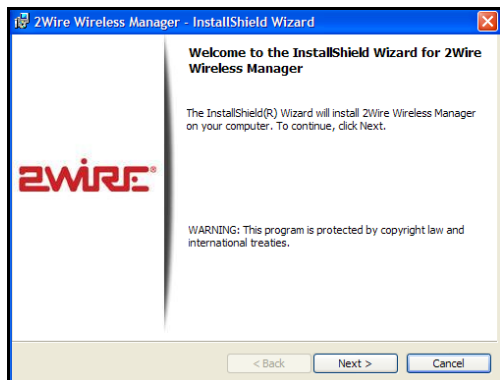 2Wire Wireless Manager - InstallShield Wizard
Welcome to the InstallShield Wizard for 2Wire
Wireless Manager
The InstallShield(R) Wizard will install 2Wire Wireless Manager
on your computer. To continue, click Next.
2WIRE®
WARNING: This program is protected by copyright law and
international treaties.
< Back
Next >
Cancel